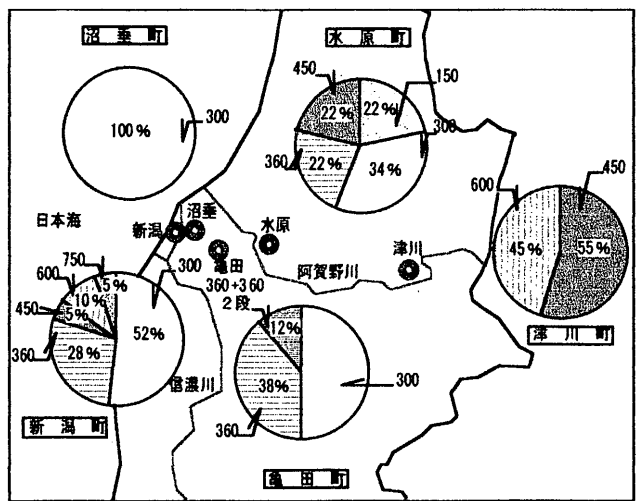 沼垂町
水原町
100%
300
450
22%
22%
150
300
360
22%
34%
日本海
新潟
沼垂
亀田
水原
津川
阿賀野川
信濃川
600
450
45%
55%
津川町
750
600
450
360
5%
10%
5%
28%
52%
300
新潟町
360+360
2段
12%
38%
360
300
亀田町